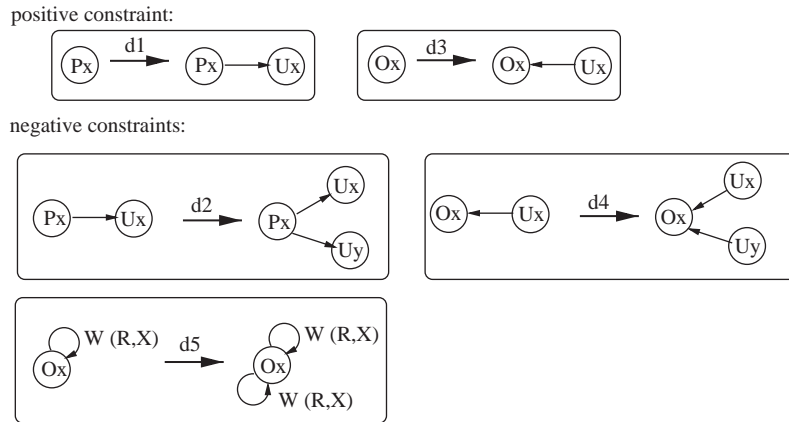 positive constraint:
Px d1 Px Ux
Ox d3 Ox Ux
negative constraints:
Px Ux d2 Px Ux Uy
Ox Ux d4 Ox Ux Uy
Ox W (R,X) d5 Ox W (R,X) W (R,X)